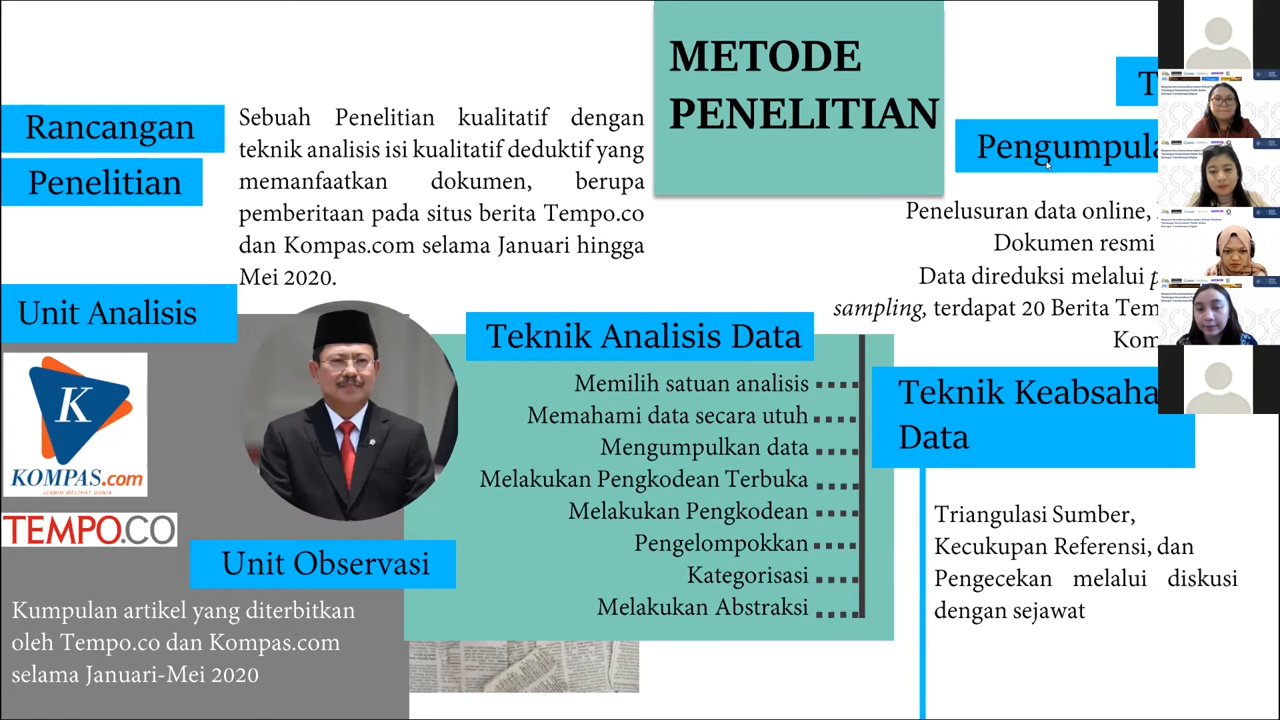 METODE
PENELITIAN
Rancangan
Penelitian
Sebuah Penelitian kualitatif dengan
teknik analisis isi kualitatif deduktif yang
memanfaatkan dokumen, berupa
pemberitaan pada situs berita Tempo.co
dan Kompas.com selama Januari hingga
Mei 2020.
Unit Analisis
K
KOMPAS.com
JERNIH MELIHAT DUNIA
TEMPO.CO
Unit Observasi
Kumpulan artikel yang diterbitkan
oleh Tempo.co dan Kompas.com
selama Januari-Mei 2020
Teknik Analisis Data
Memilih satuan analisis
Memahami data secara utuh
Mengumpulkan data
Melakukan Pengkodean Terbuka
Melakukan Pengkodean
Pengelompokkan
Kategorisasi
Melakukan Abstraksi
Penelusuran data online,
Dokumen resmi
Data direduksi melalui
sampling, terdapat 20 Berita
Teknik
Data
Triangulasi Sumber,
Kecukupan Referensi, dan
Pengecekan melalui diskusi
dengan sejawat